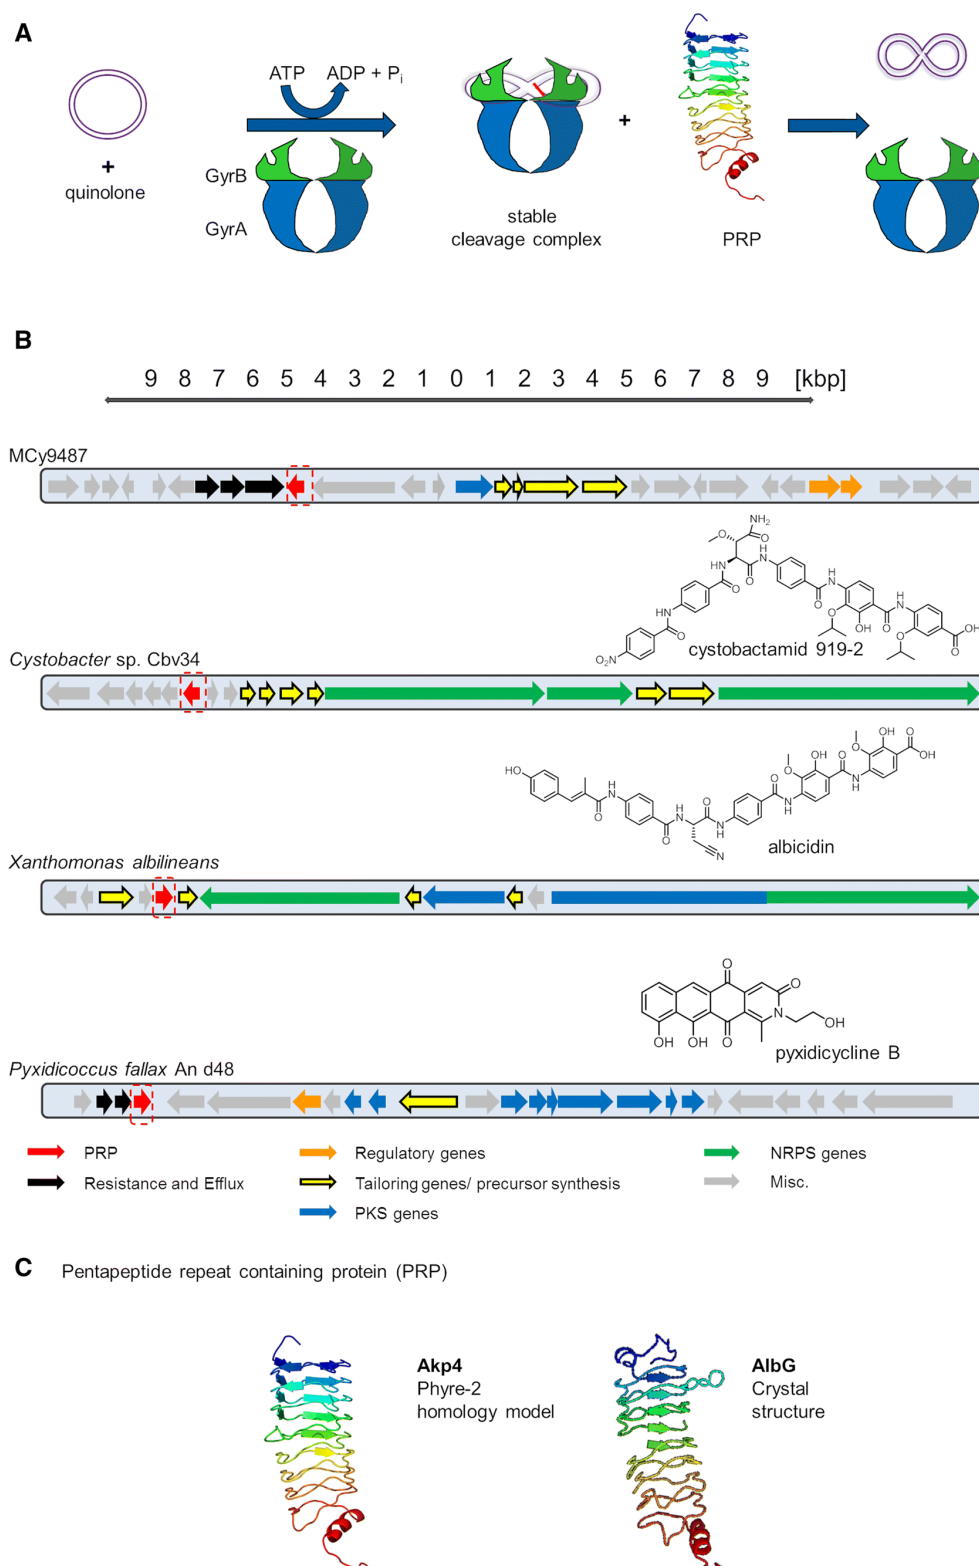 A
ATP ADP + Pi
+
quinolone
GyrB
GyrA
stable
cleavage complex
+
PRP
B
9 8 7 6 5 4 3 2 1 0 1 2 3 4 5 6 7 8 9 [kbp]
MCy9487
NH2
O
O
H
N
NH
O
O
O
H
N
O
O
OH
H
N
O
O
OH
HN
O
O2N
cystobactamid 919-2
Cystobacter sp. Cbv34
HO
O
N
H
O
H
N
O
N
H
N
O
N
H
O
OH
O
N
H
O
OH
O
OH
albicidin
Xanthomonas albilineans
O
O
N
OH
OH
OH
O
pyxidicycline B
Pyxidicoccus fallax An d48
PRP
Regulatory genes
NRPS genes
Resistance and Efflux
Tailoring genes/ precursor synthesis
Misc.
PKS genes
C Pentapeptide repeat containing protein (PRP)
Akp4
Phyre-2
homology model
AlbG
Crystal
structure